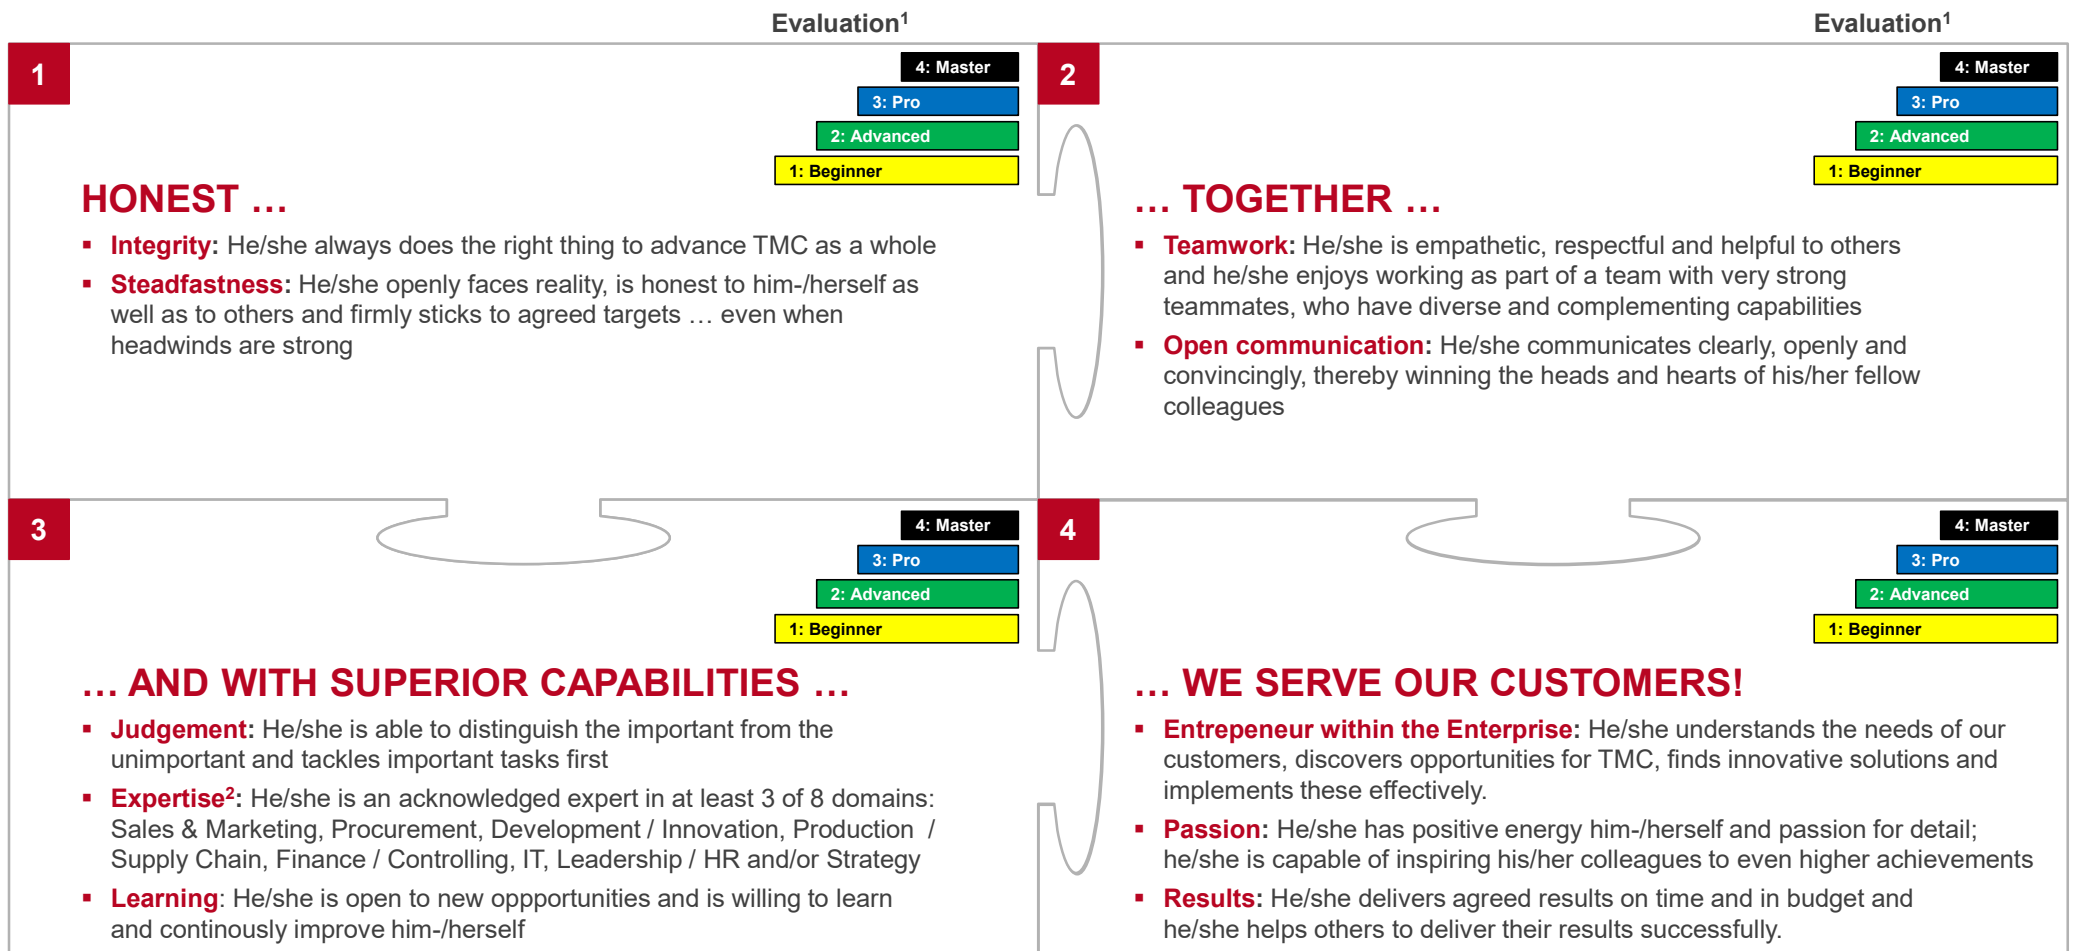 Evaluation¹
Evaluation¹
1
4: Master
3: Pro
2: Advanced
1: Beginner
HONEST …
▪ Integrity: He/she always does the right thing to advance TMC as a whole
▪ Steadfastness: He/she openly faces reality, is honest to him-/herself as
well as to others and firmly sticks to agreed targets … even when
headwinds are strong
2
4: Master
3: Pro
2: Advanced
1: Beginner
… TOGETHER …
▪ Teamwork: He/she is empathetic, respectful and helpful to others
and he/she enjoys working as part of a team with very strong
teammates, who have diverse and complementing capabilities
▪ Open communication: He/she communicates clearly, openly and
convincingly, thereby winning the heads and hearts of his/her fellow
colleagues
3
4: Master
3: Pro
2: Advanced
1: Beginner
… AND WITH SUPERIOR CAPABILITIES …
▪ Judgement: He/she is able to distinguish the important from the
unimportant and tackles important tasks first
▪ Expertise²: He/she is an acknowledged expert in at least 3 of 8 domains:
Sales & Marketing, Procurement, Development / Innovation, Production /
Supply Chain, Finance / Controlling, IT, Leadership / HR and/or Strategy
▪ Learning: He/she is open to new oppportunities and is willing to learn
and continously improve him-/herself
4
4: Master
3: Pro
2: Advanced
1: Beginner
… WE SERVE OUR CUSTOMERS!
▪ Entrepeneur within the Enterprise: He/she understands the needs of our
customers, discovers opportunities for TMC, finds innovative solutions and
implements these effectively.
▪ Passion: He/she has positive energy him-/herself and passion for detail;
he/she is capable of inspiring his/her colleagues to even higher achievements
▪ Results: He/she delivers agreed results on time and in budget and
he/she helps others to deliver their results successfully.